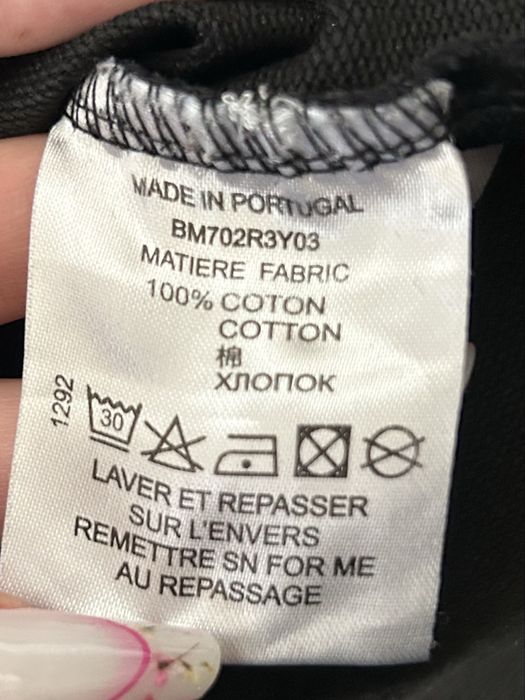 MADE IN PORTUGAL
BM702R3Y03
MATIERE FABRIC
100% COTON
COTTON
棉
ХЛОПОК
1292
30
LAVER ET REPASSER
SUR L'ENVERS
REMETTRE SN FOR ME
AU REPASSAGE